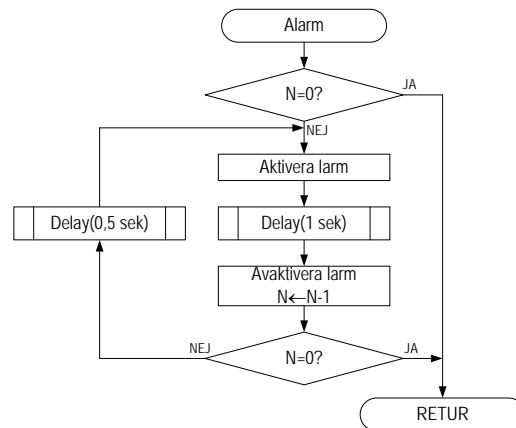 Alarm
N=0?
JA
NEJ
Aktivera larm
Delay(0,5 sek)
Delay(1 sek)
Avaktivera larm
N←N-1
NEJ
N=0?
JA
RETUR